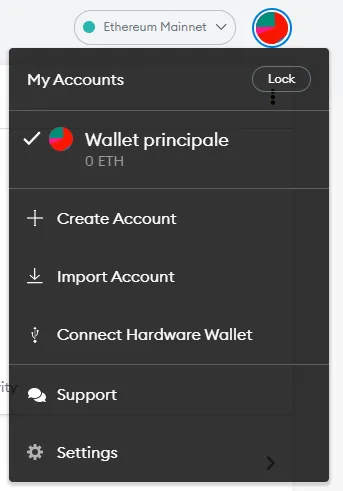 Ethereum Mainnet
My Accounts
Lock
Wallet principale
0 ETH
Create Account
Import Account
Connect Hardware Wallet
Support
Settings